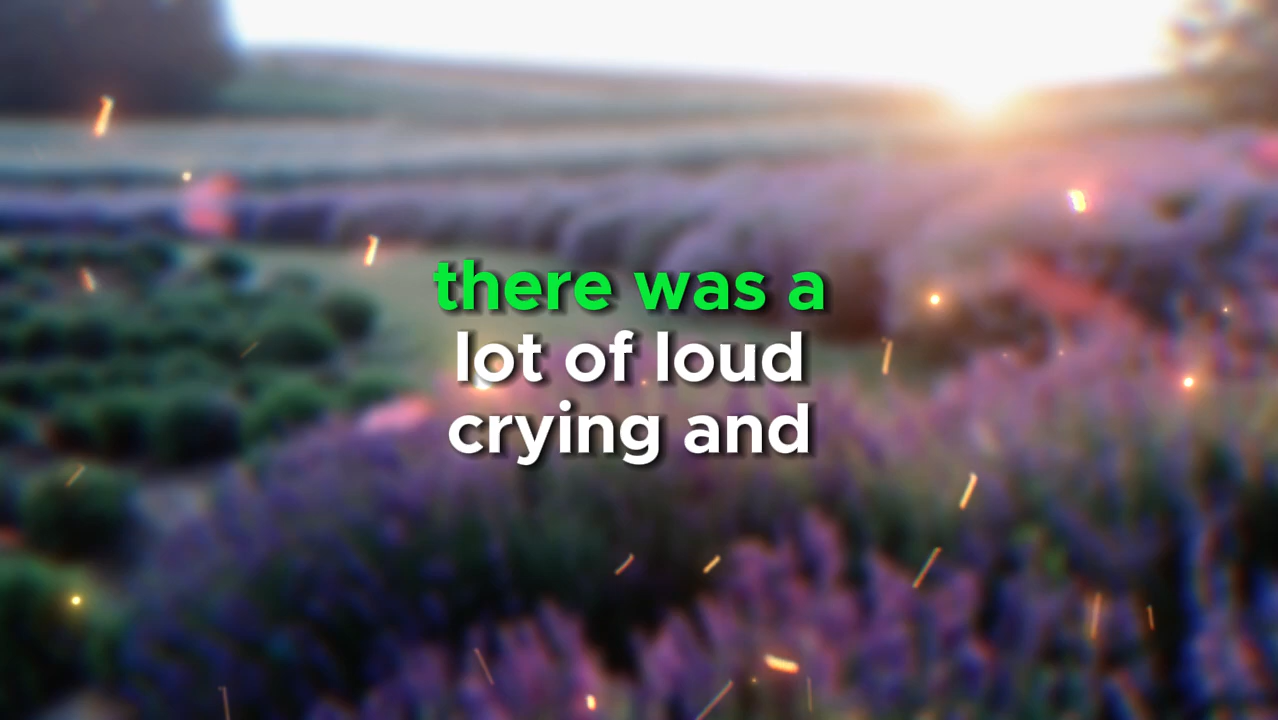 there was a
lot of loud
crying and